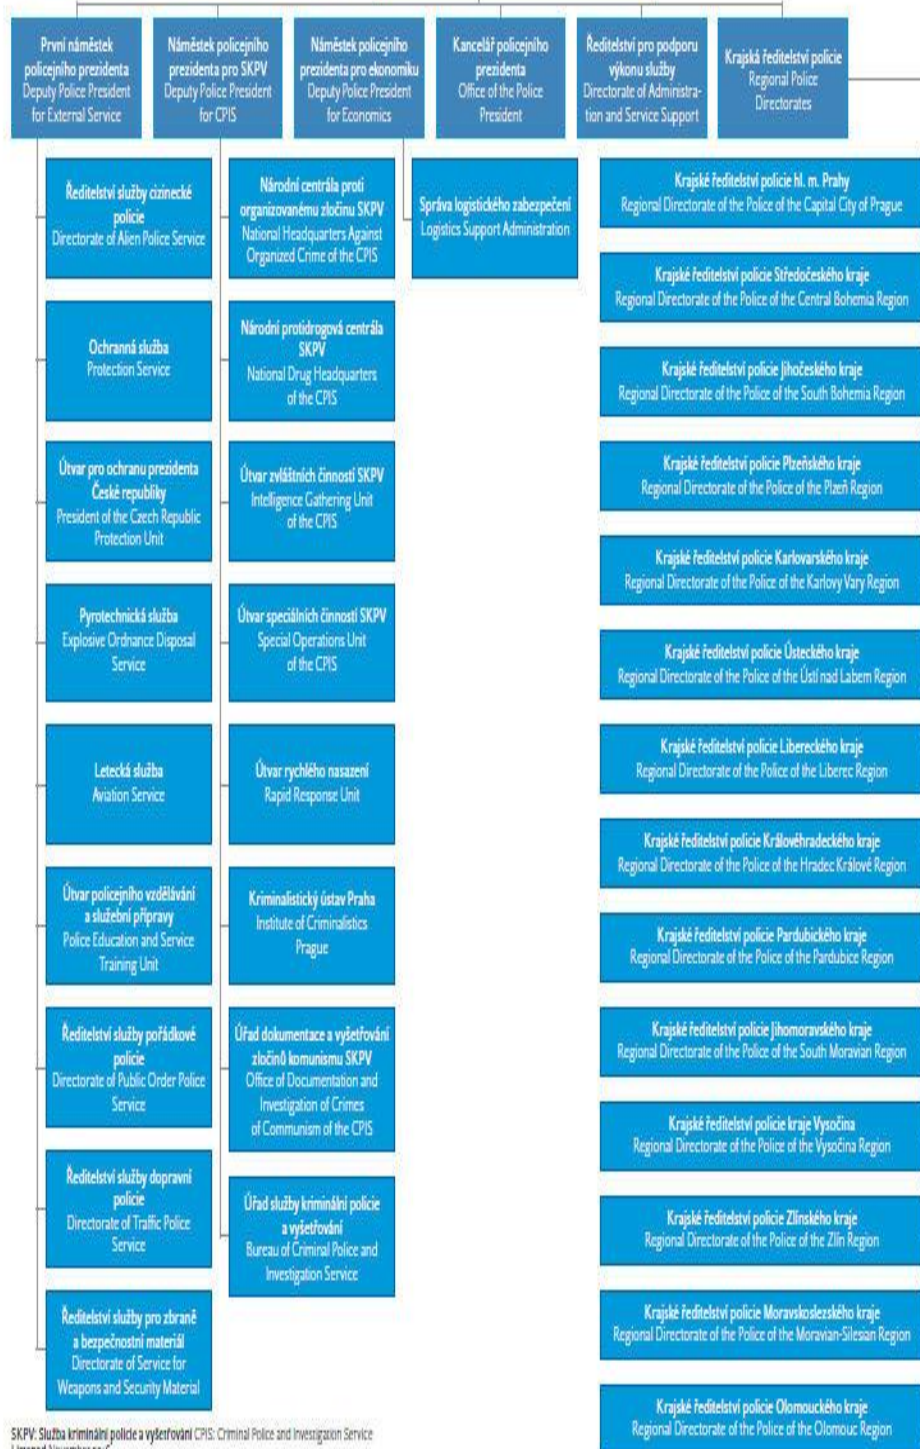 První náměstek
policejního prezidenta
Deputy Police President
for External Service
Náměstek policejního
prezidenta pro SKPV
Deputy Police President
for CPIS
Náměstek policejního
prezidenta pro ekonomiku
Deputy Police President
for Economics
Kancelář policejního
prezidenta
Office of the Police
President
Ředitelství pro podporu
výkonu služby
Directorate of Administra-
tion and Service Support
Krajská ředitelství policie
Regional Police
Directorates
Ředitelství služby cizinecké
policie
Directorate of Alien Police Service
Ochranná služba
Protection Service
Útvar pro ochranu prezidenta
České republiky
President of the Czech Republic
Protection Unit
Pyrotechnická služba
Explosive Ordnance Disposal
Service
Letecká služba
Aviation Service
Útvar policejního vzdělávání
a služební přípravy
Police Education and Service
Training Unit
Ředitelství služby pořádkové
policie
Directorate of Public Order Police
Service
Ředitelství služby dopravní
policie
Directorate of Traffic Police
Service
Ředitelství služby pro zbraně
a bezpečnostní materiál
Directorate of Service for
Weapons and Security Material
Národní centrála proti
organizovanému zločinu SKPV
National Headquarters Against
Organized Crime of the CPIS
Národní protidrogová centrála
SKPV
National Drug Headquarters
of the CPIS
Útvar zvláštních činností SKPV
Intelligence Gathering Unit
of the CPIS
Útvar speciálních činností SKPV
Special Operations Unit
of the CPIS
Útvar rychlého nasazení
Rapid Response Unit
Kriminalistický ústav Praha
Institute of Criminalistics
Prague
Úřad dokumentace a vyšetřování
zločinů komunismu SKPV
Office of Documentation and
Investigation of Crimes
of Communism of the CPIS
Úřad služby kriminální policie
a vyšetřování
Bureau of Criminal Police and
Investigation Service
Správa logistického zabezpečení
Logistics Support Administration
Krajské ředitelství policie hl. m. Prahy
Regional Directorate of the Police of the Capital City of Prague
Krajské ředitelství policie Středočeského kraje
Regional Directorate of the Police of the Central Bohemia Region
Krajské ředitelství policie Jihočeského kraje
Regional Directorate of the Police of the South Bohemia Region
Krajské ředitelství policie Plzeňského kraje
Regional Directorate of the Police of the Plzeň Region
Krajské ředitelství policie Karlovarského kraje
Regional Directorate of the Police of the Karlovy Vary Region
Krajské ředitelství policie Ústeckého kraje
Regional Directorate of the Police of the Ústí nad Labem Region
Krajské ředitelství policie Libereckého kraje
Regional Directorate of the Police of the Liberec Region
Krajské ředitelství policie Královéhradeckého kraje
Regional Directorate of the Police of the Hradec Králové Region
Krajské ředitelství policie Pardubického kraje
Regional Directorate of the Police of the Pardubice Region
Krajské ředitelství policie Jihomoravského kraje
Regional Directorate of the Police of the South Moravian Region
Krajské ředitelství policie kraje Vysočina
Regional Directorate of the Police of the Vysočina Region
Krajské ředitelství policie Zlínského kraje
Regional Directorate of the Police of the Zlín Region
Krajské ředitelství policie Moravskoslezského kraje
Regional Directorate of the Police of the Moravian-Silesian Region
Krajské ředitelství policie Olomouckého kraje
Regional Directorate of the Police of the Olomouc Region
SKPV: Služba kriminální policie a vyšetřování CPIS: Criminal Police and Investigation Service